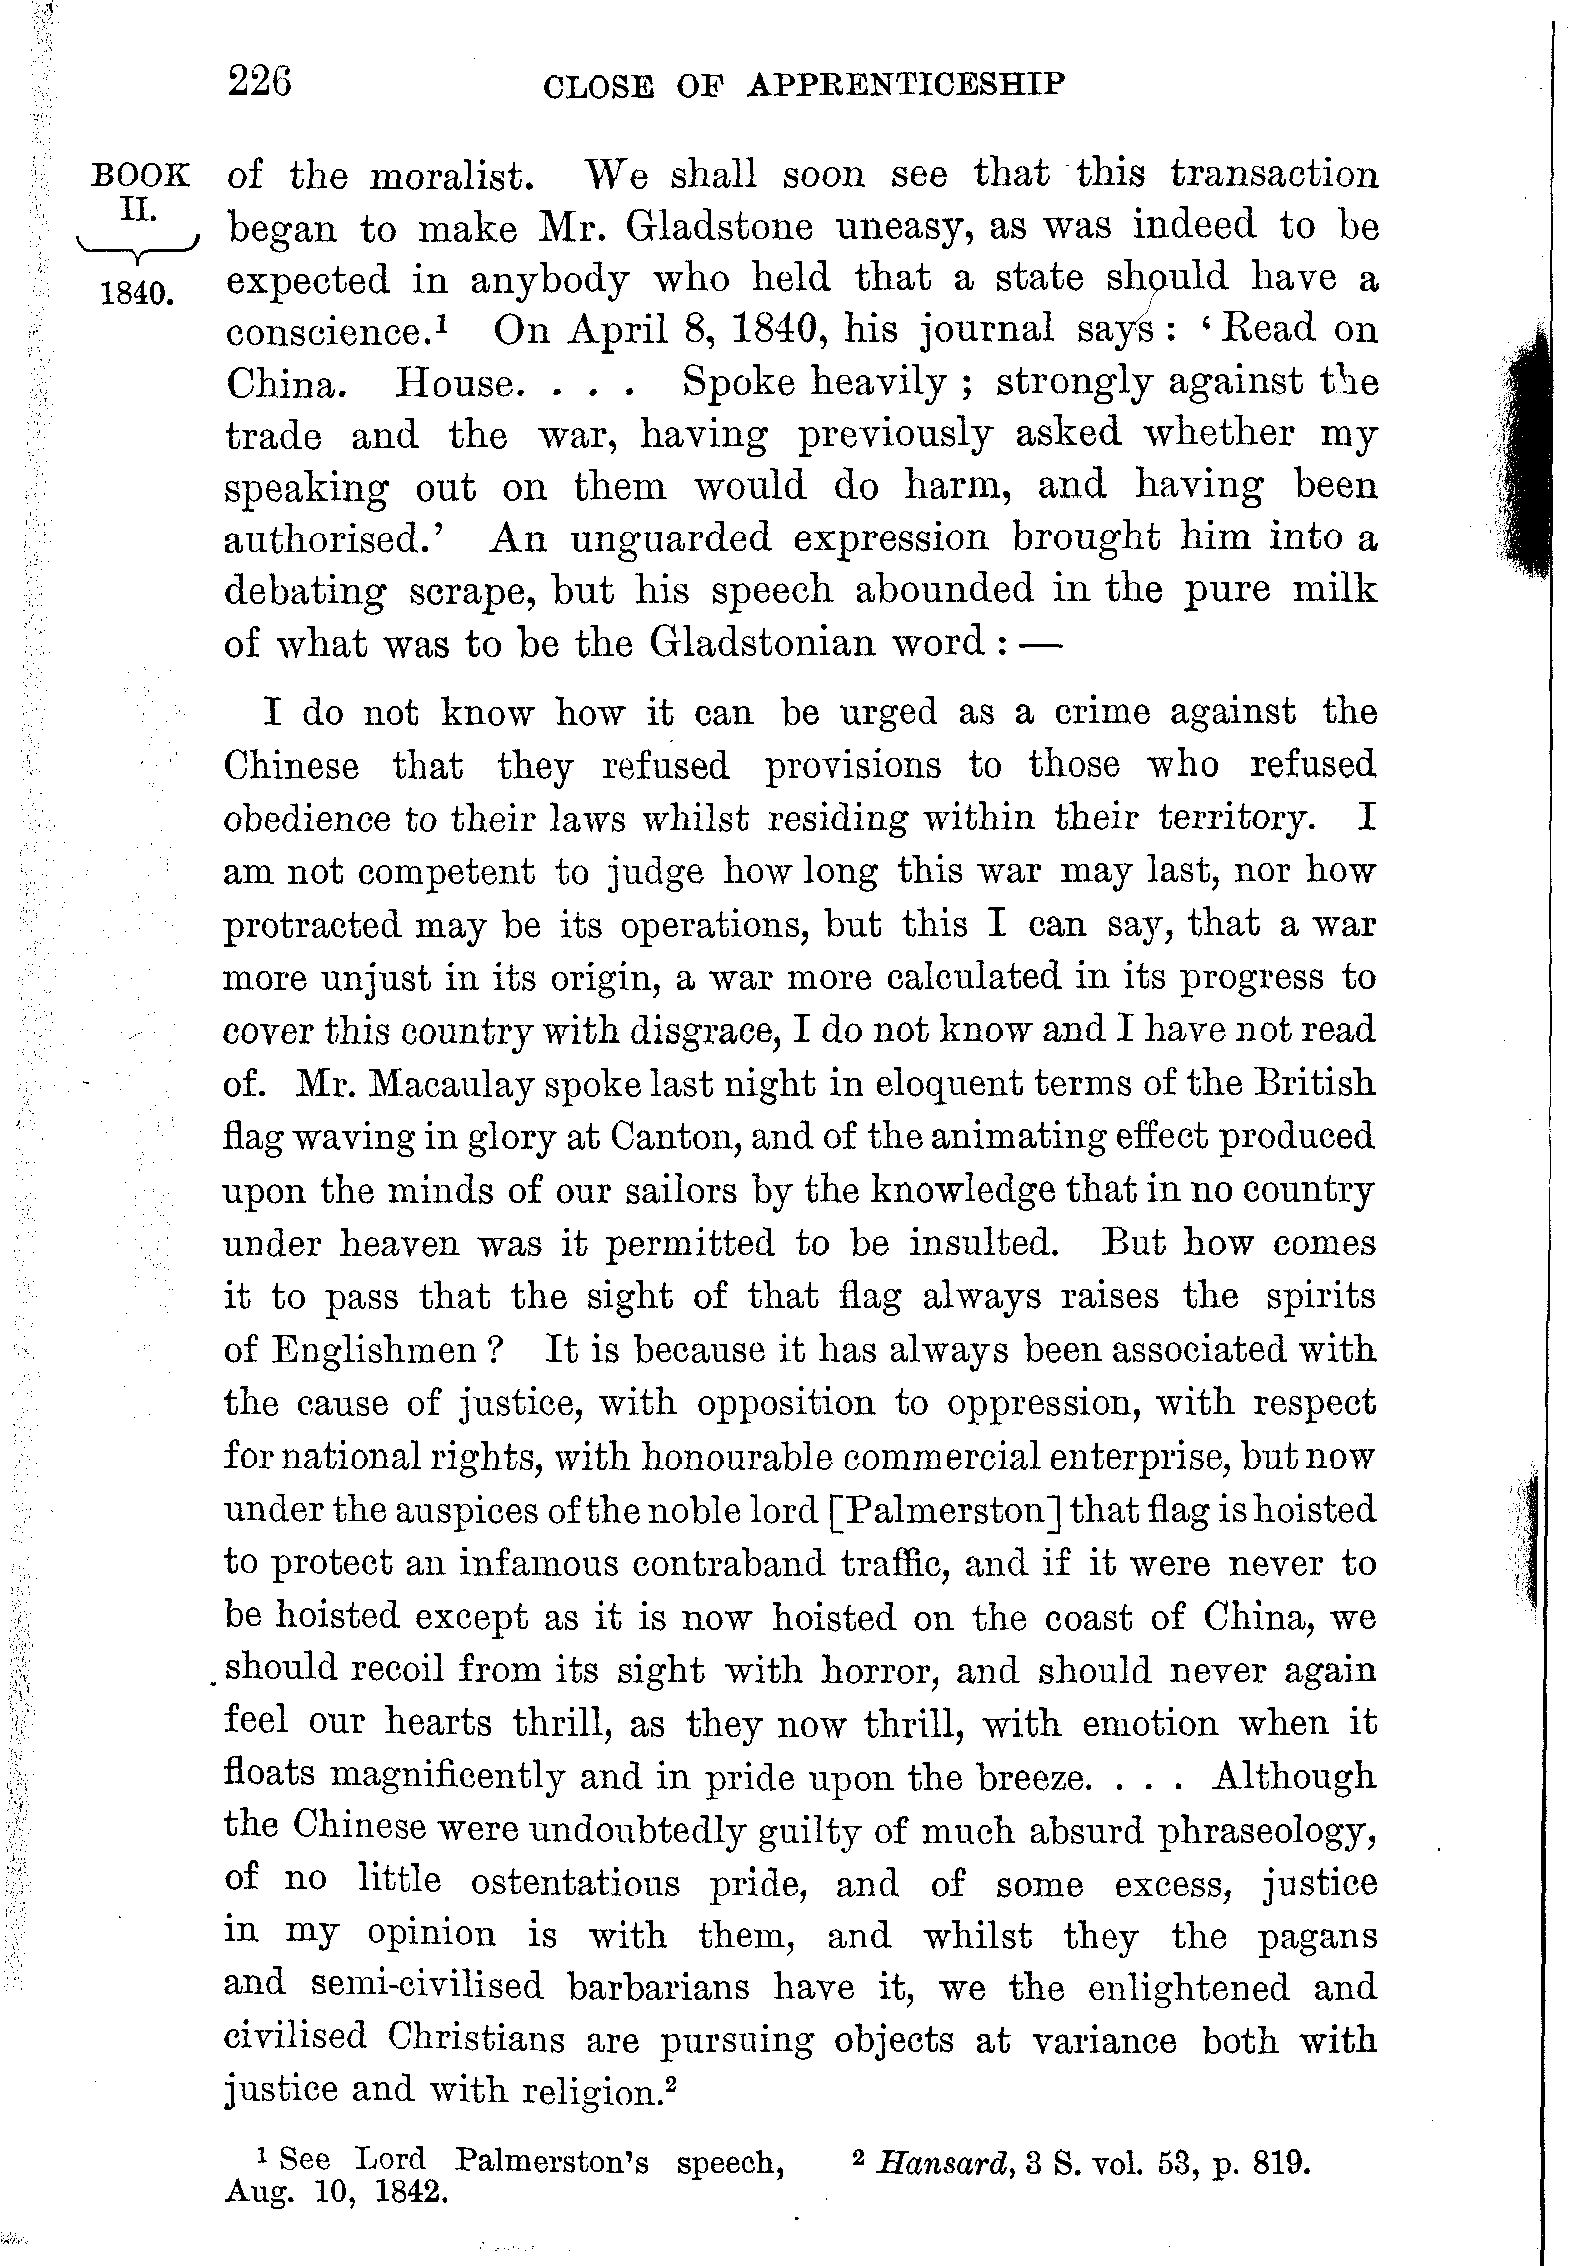 226 CLOSE OF APPRENTICESHIP
BOOK
II.
1840.
of the moralist. We shall soon see that this transaction
began to make Mr. Gladstone uneasy, as was indeed to be
expected in anybody who held that a state should have a
conscience.¹ On April 8, 1840, his journal says: ‘Read on
China. House. . . . Spoke heavily; strongly against the
trade and the war, having previously asked whether my
speaking out on them would do harm, and having been
authorised.’ An unguarded expression brought him into a
debating scrape, but his speech abounded in the pure milk
of what was to be the Gladstonian word:—
I do not know how it can be urged as a crime against the
Chinese that they refused provisions to those who refused
obedience to their laws whilst residing within their territory. I
am not competent to judge how long this war may last, nor how
protracted may be its operations, but this I can say, that a war
more unjust in its origin, a war more calculated in its progress to
cover this country with disgrace, I do not know and I have not read
of. Mr. Macaulay spoke last night in eloquent terms of the British
flag waving in glory at Canton, and of the animating effect produced
upon the minds of our sailors by the knowledge that in no country
under heaven was it permitted to be insulted. But how comes
it to pass that the sight of that flag always raises the spirits
of Englishmen? It is because it has always been associated with
the cause of justice, with opposition to oppression, with respect
for national rights, with honourable commercial enterprise, but now
under the auspices of the noble lord [Palmerston] that flag is hoisted
to protect an infamous contraband traffic, and if it were never to
be hoisted except as it is now hoisted on the coast of China, we
should recoil from its sight with horror, and should never again
feel our hearts thrill, as they now thrill, with emotion when it
floats magnificently and in pride upon the breeze. . . . Although
the Chinese were undoubtedly guilty of much absurd phraseology,
of no little ostentatious pride, and of some excess, justice
in my opinion is with them, and whilst they the pagans
and semi-civilised barbarians have it, we the enlightened and
civilised Christians are pursuing objects at variance both with
justice and with religion.²
¹ See Lord Palmerston's speech,
Aug. 10, 1842.
² Hansard, 3 S. vol. 53, p. 819.